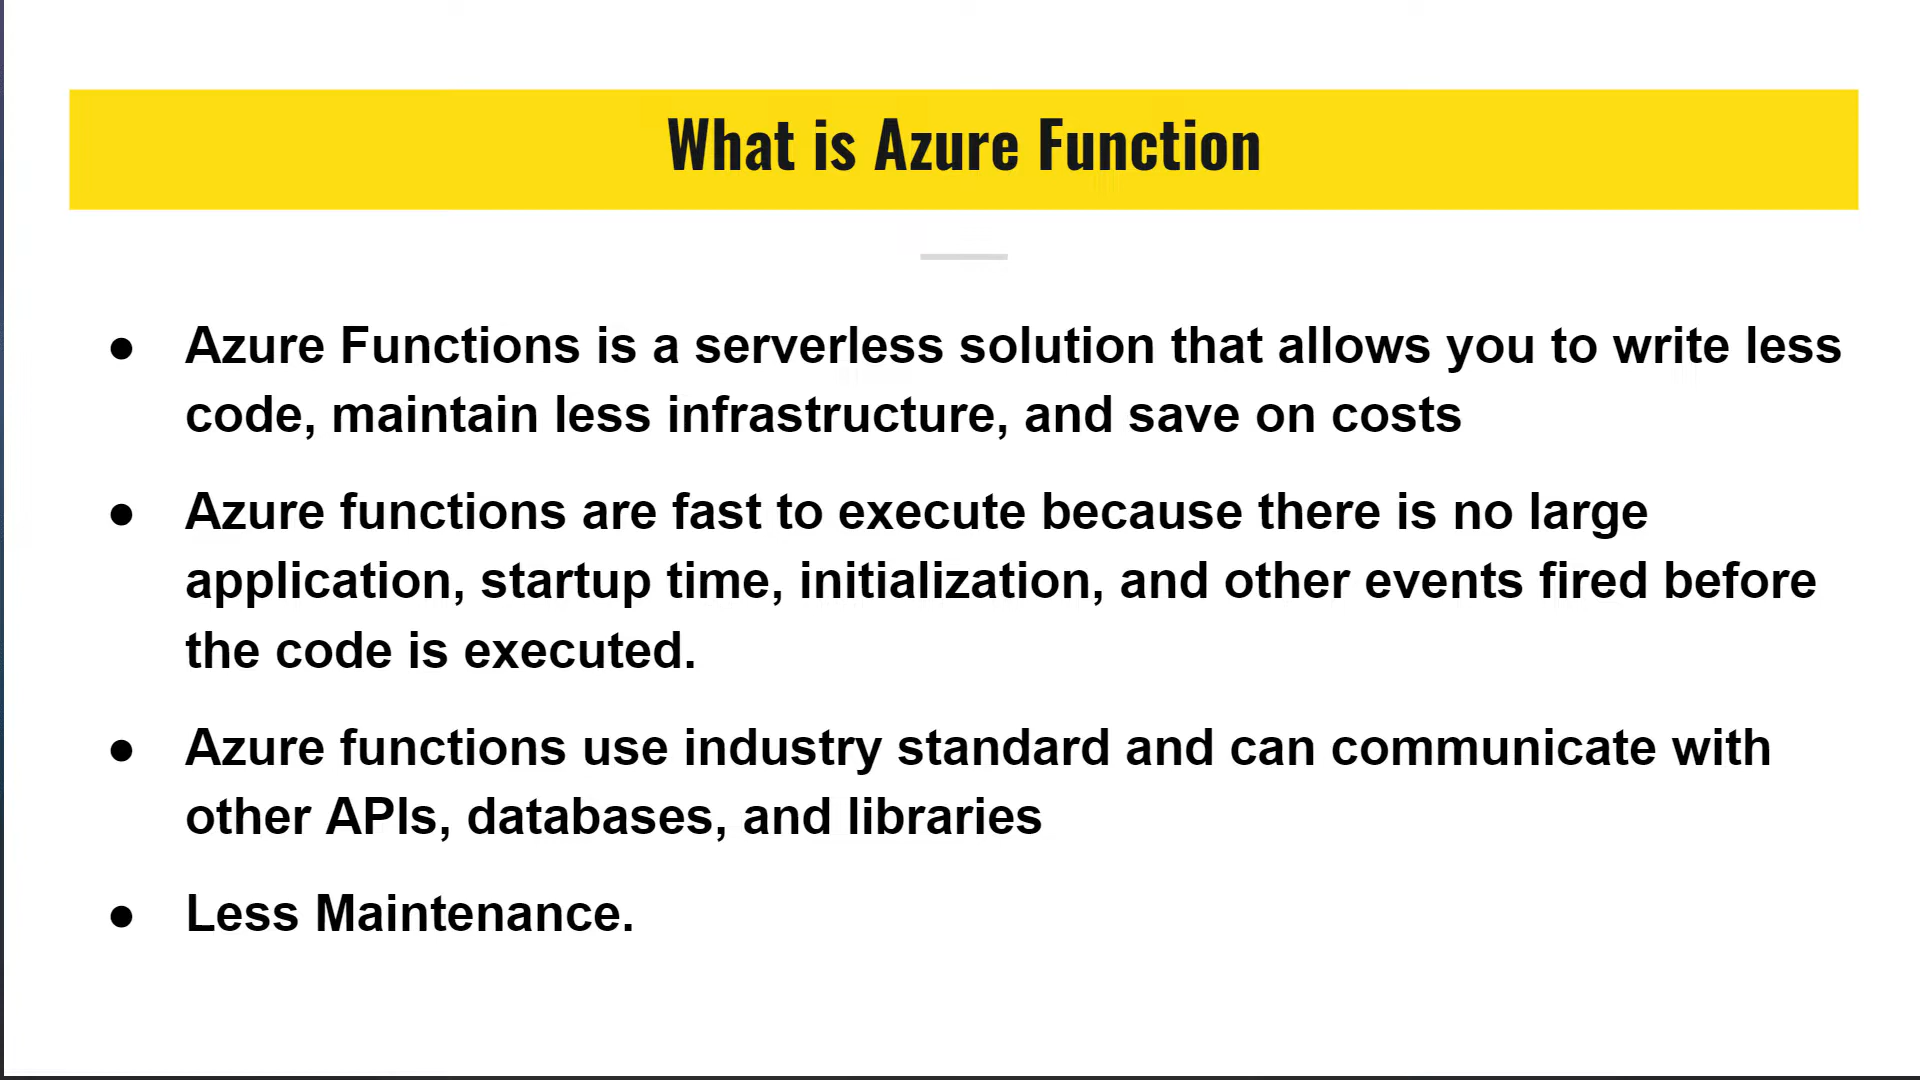 What is Azure Function
● Azure Functions is a serverless solution that allows you to write less
code, maintain less infrastructure, and save on costs
● Azure functions are fast to execute because there is no large
application, startup time, initialization, and other events fired before
the code is executed.
● Azure functions use industry standard and can communicate with
other APIs, databases, and libraries
● Less Maintenance.